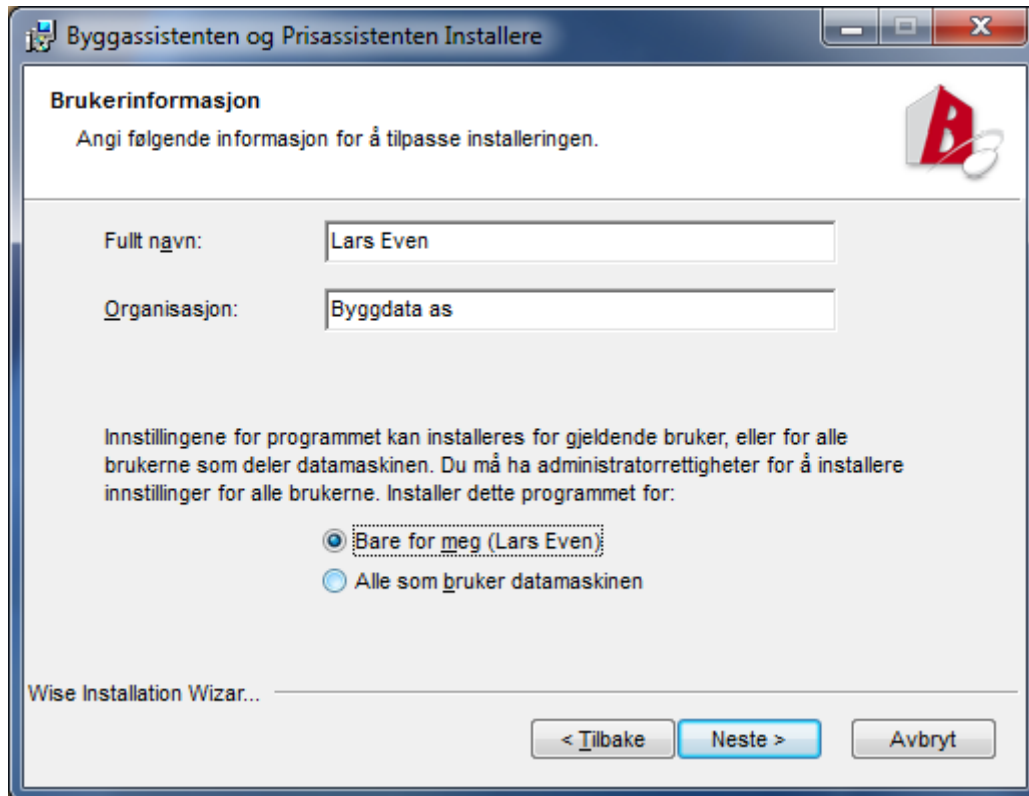 Byggassistenten og Prisassistenten Installere
Brukerinformasjon
Angi følgende informasjon for å tilpasse installeringen.
B
Fullt navn:
Lars Even
Organisasjon:
Byggdata as
Innstillingene for programmet kan installeres for gjeldende bruker, eller for alle
brukerne som deler datamaskinen. Du må ha administratorrettigheter for å installere
innstillinger for alle brukerne. Installer dette programmet for:
Bare for meg (Lars Even)
Alle som bruker datamaskinen
Wise Installation Wizar...
< Tilbake
Neste >
Avbryt